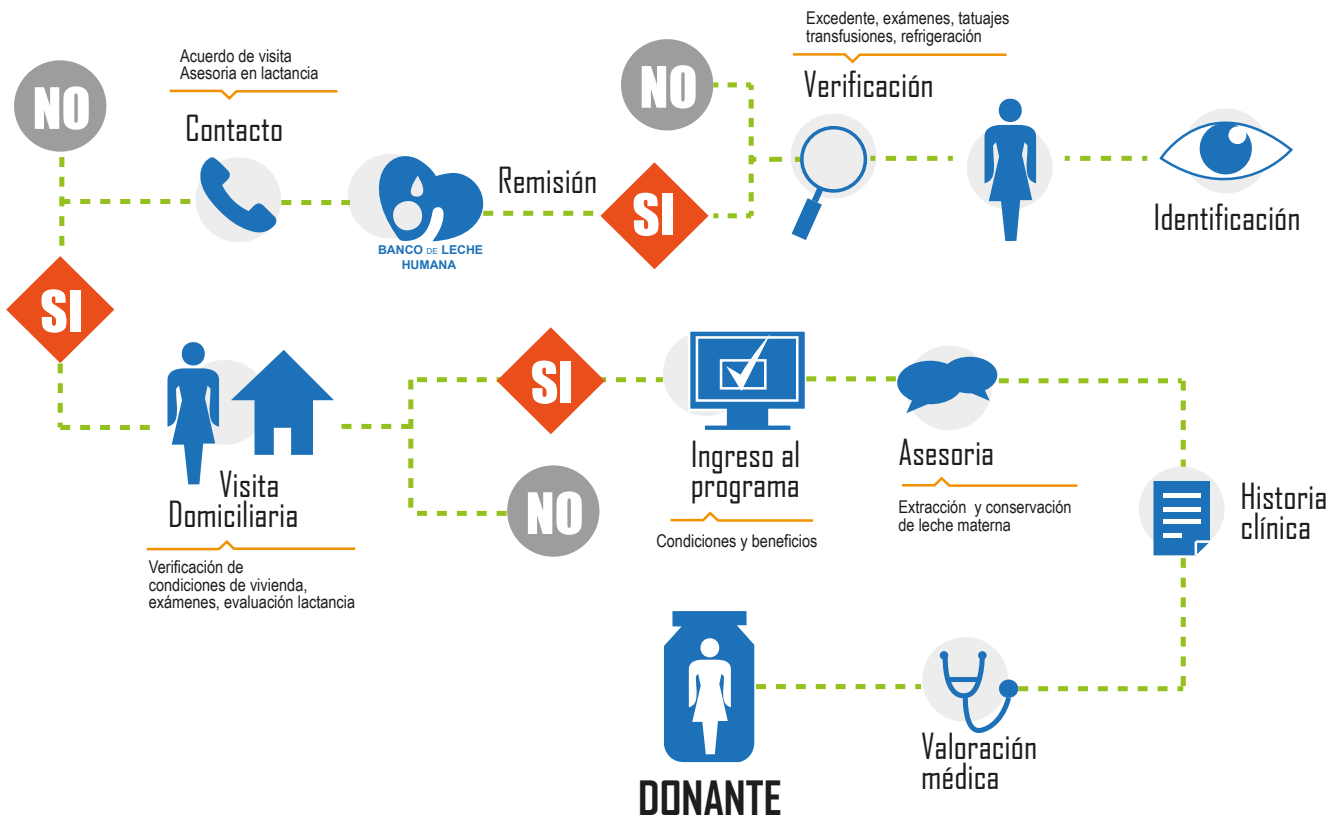 NO
Acuerdo de visita
Asesoria en lactancia
Contacto
BANCO DE LECHE
HUMANA
Remisión
NO
SI
Excedente, exámenes, tatuajes
transfusiones, refrigeración
Verificación
Identificación
SI
Visita
Domiciliaria
Verificación de
condiciones de vivienda,
exámenes, evaluación lactancia
SI
NO
Ingreso al
programa
Condiciones y beneficios
Asesoria
Extracción y conservación
de leche materna
Historia
clínica
Valoración
médica
DONANTE